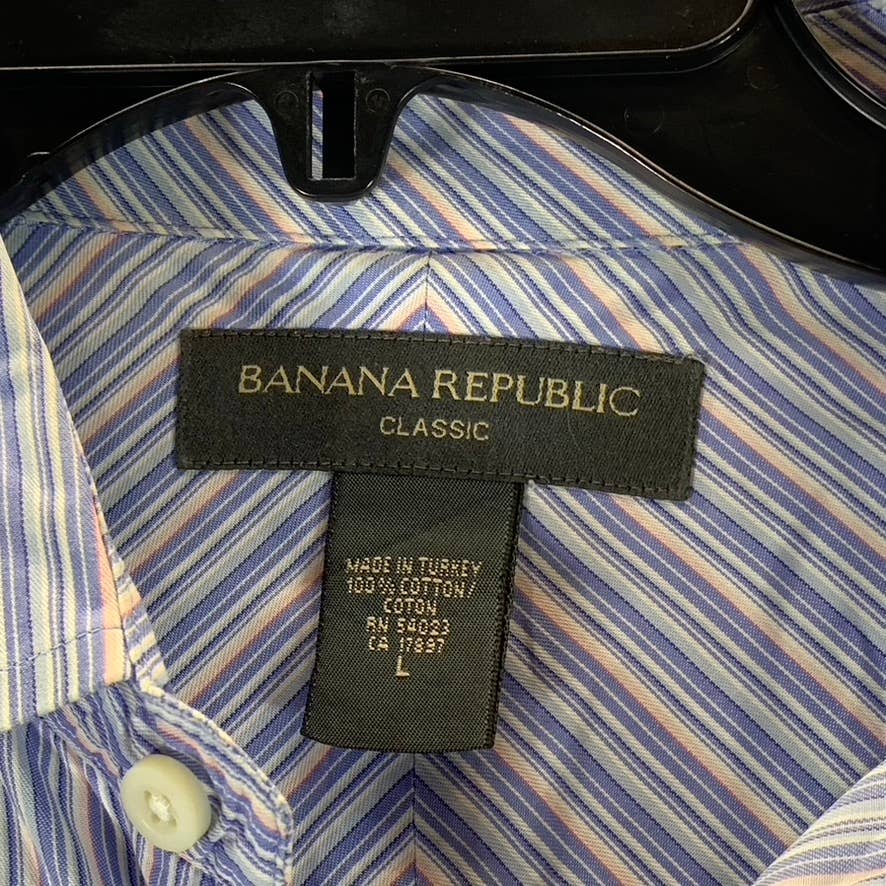 BANANA REPUBLIC
CLASSIC
MADE IN TURKEY
100% COTTON/
COTON
RN 54023
CA 17897
L